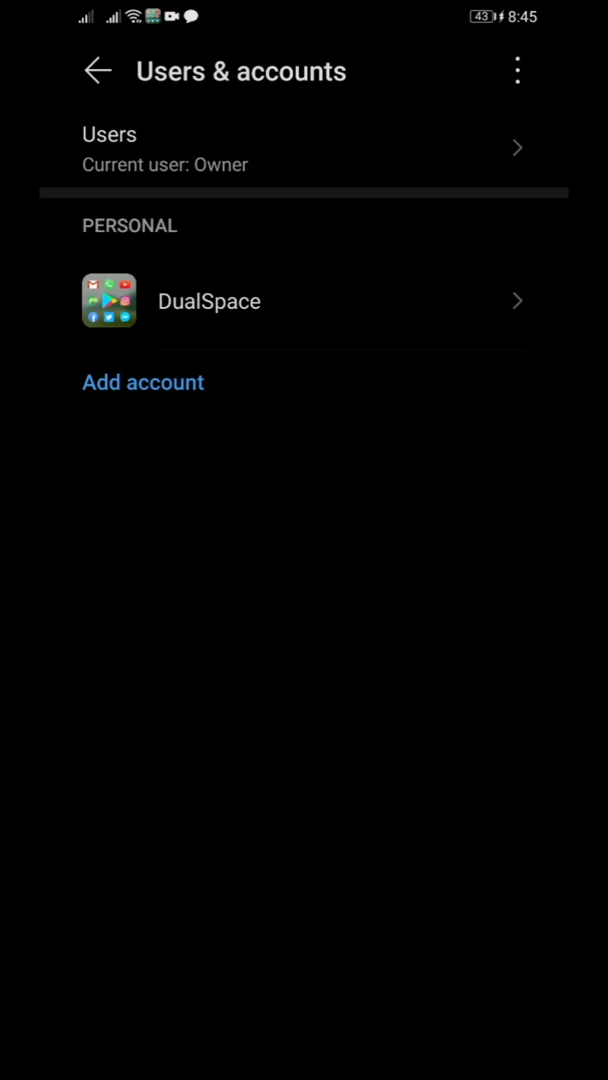 43 8:45
Users & accounts
Users
Current user: Owner
PERSONAL
DualSpace
Add account